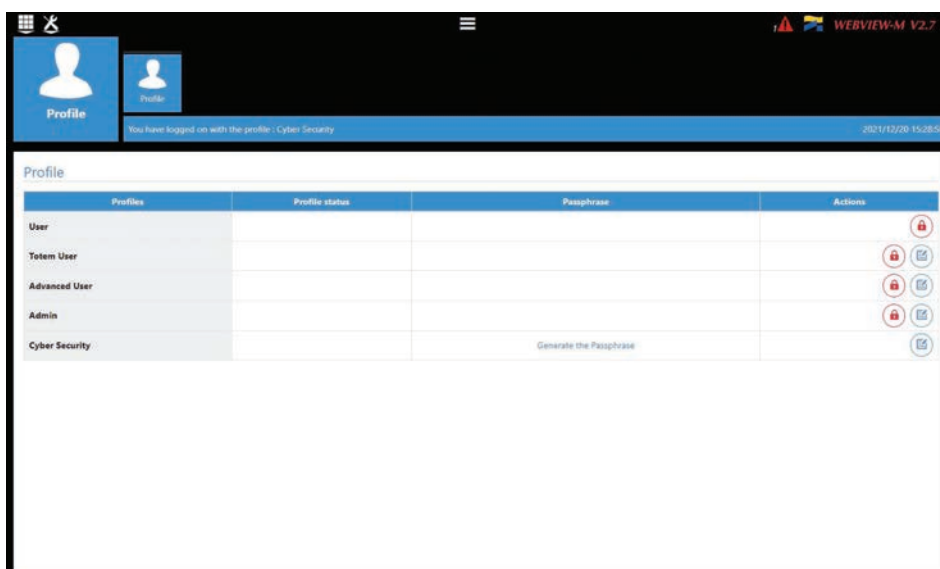 1 WEBVIEW-M V2.7
Profile
Profile
You have logged on with the profile : Cyber Security 2021/12/20 15:28:5
Profile
Profiles Profile status Passphrase Actions
User
Totem User
Advanced User
Admin
Cyber Security Generate the Passphrase